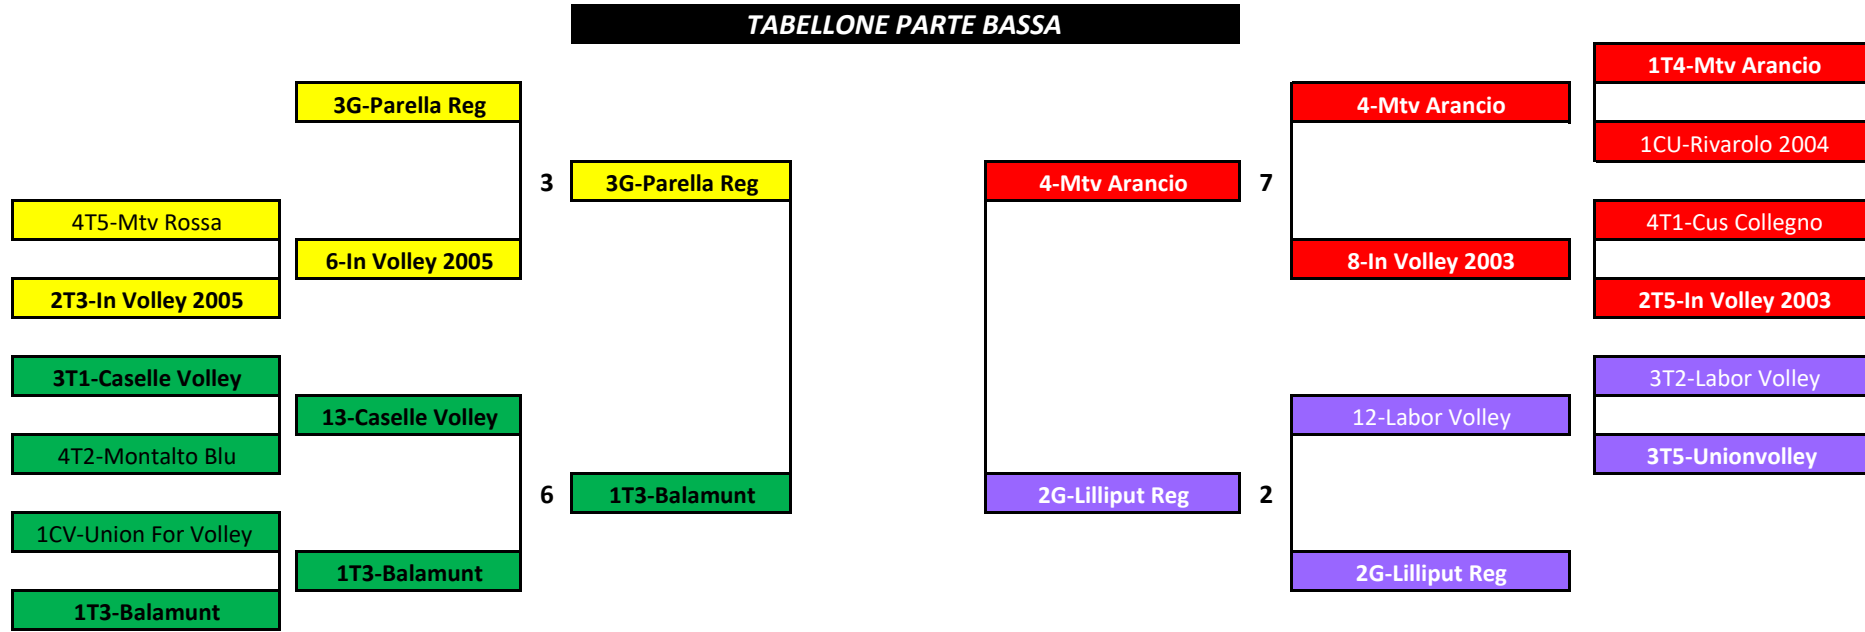 TABELLONE PARTE BASSA
1T4-Mtv Arancio
3G-Parella Reg
4-Mtv Arancio
1CU-Rivarolo 2004
3
3G-Parella Reg
4-Mtv Arancio
7
4T5-Mtv Rossa
4T1-Cus Collegno
6-In Volley 2005
8-In Volley 2003
2T3-In Volley 2005
2T5-In Volley 2003
3T1-Caselle Volley
3T2-Labor Volley
13-Caselle Volley
12-Labor Volley
4T2-Montalto Blu
3T5-Unionvolley
6
1T3-Balamunt
2G-Lilliput Reg
2
1CV-Union For Volley
1T3-Balamunt
2G-Lilliput Reg
1T3-Balamunt